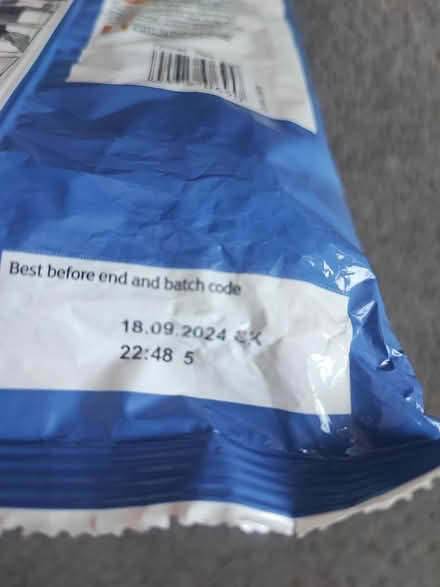 Best before end and batch code
18.09.2024
22:48 5